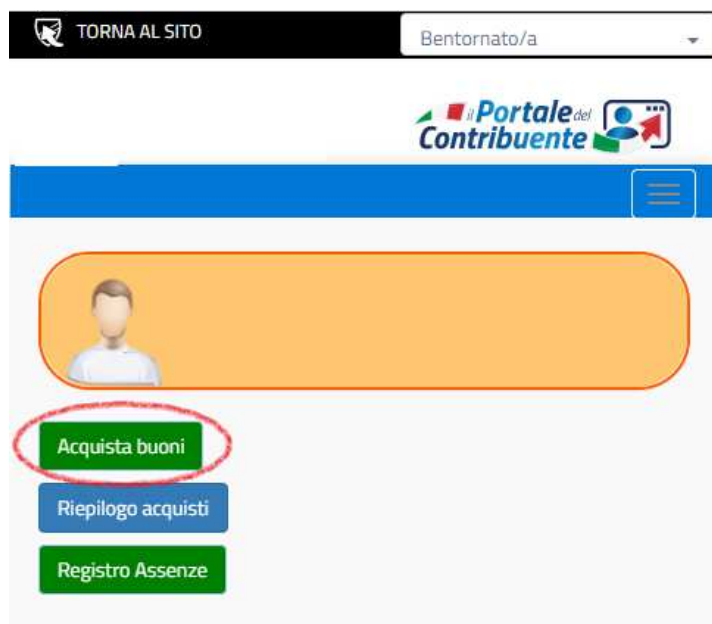 TORNA AL SITO
Bentornato/a
il Portale del
Contribuente
Acquista buoni
Riepilogo acquisti
Registro Assenze